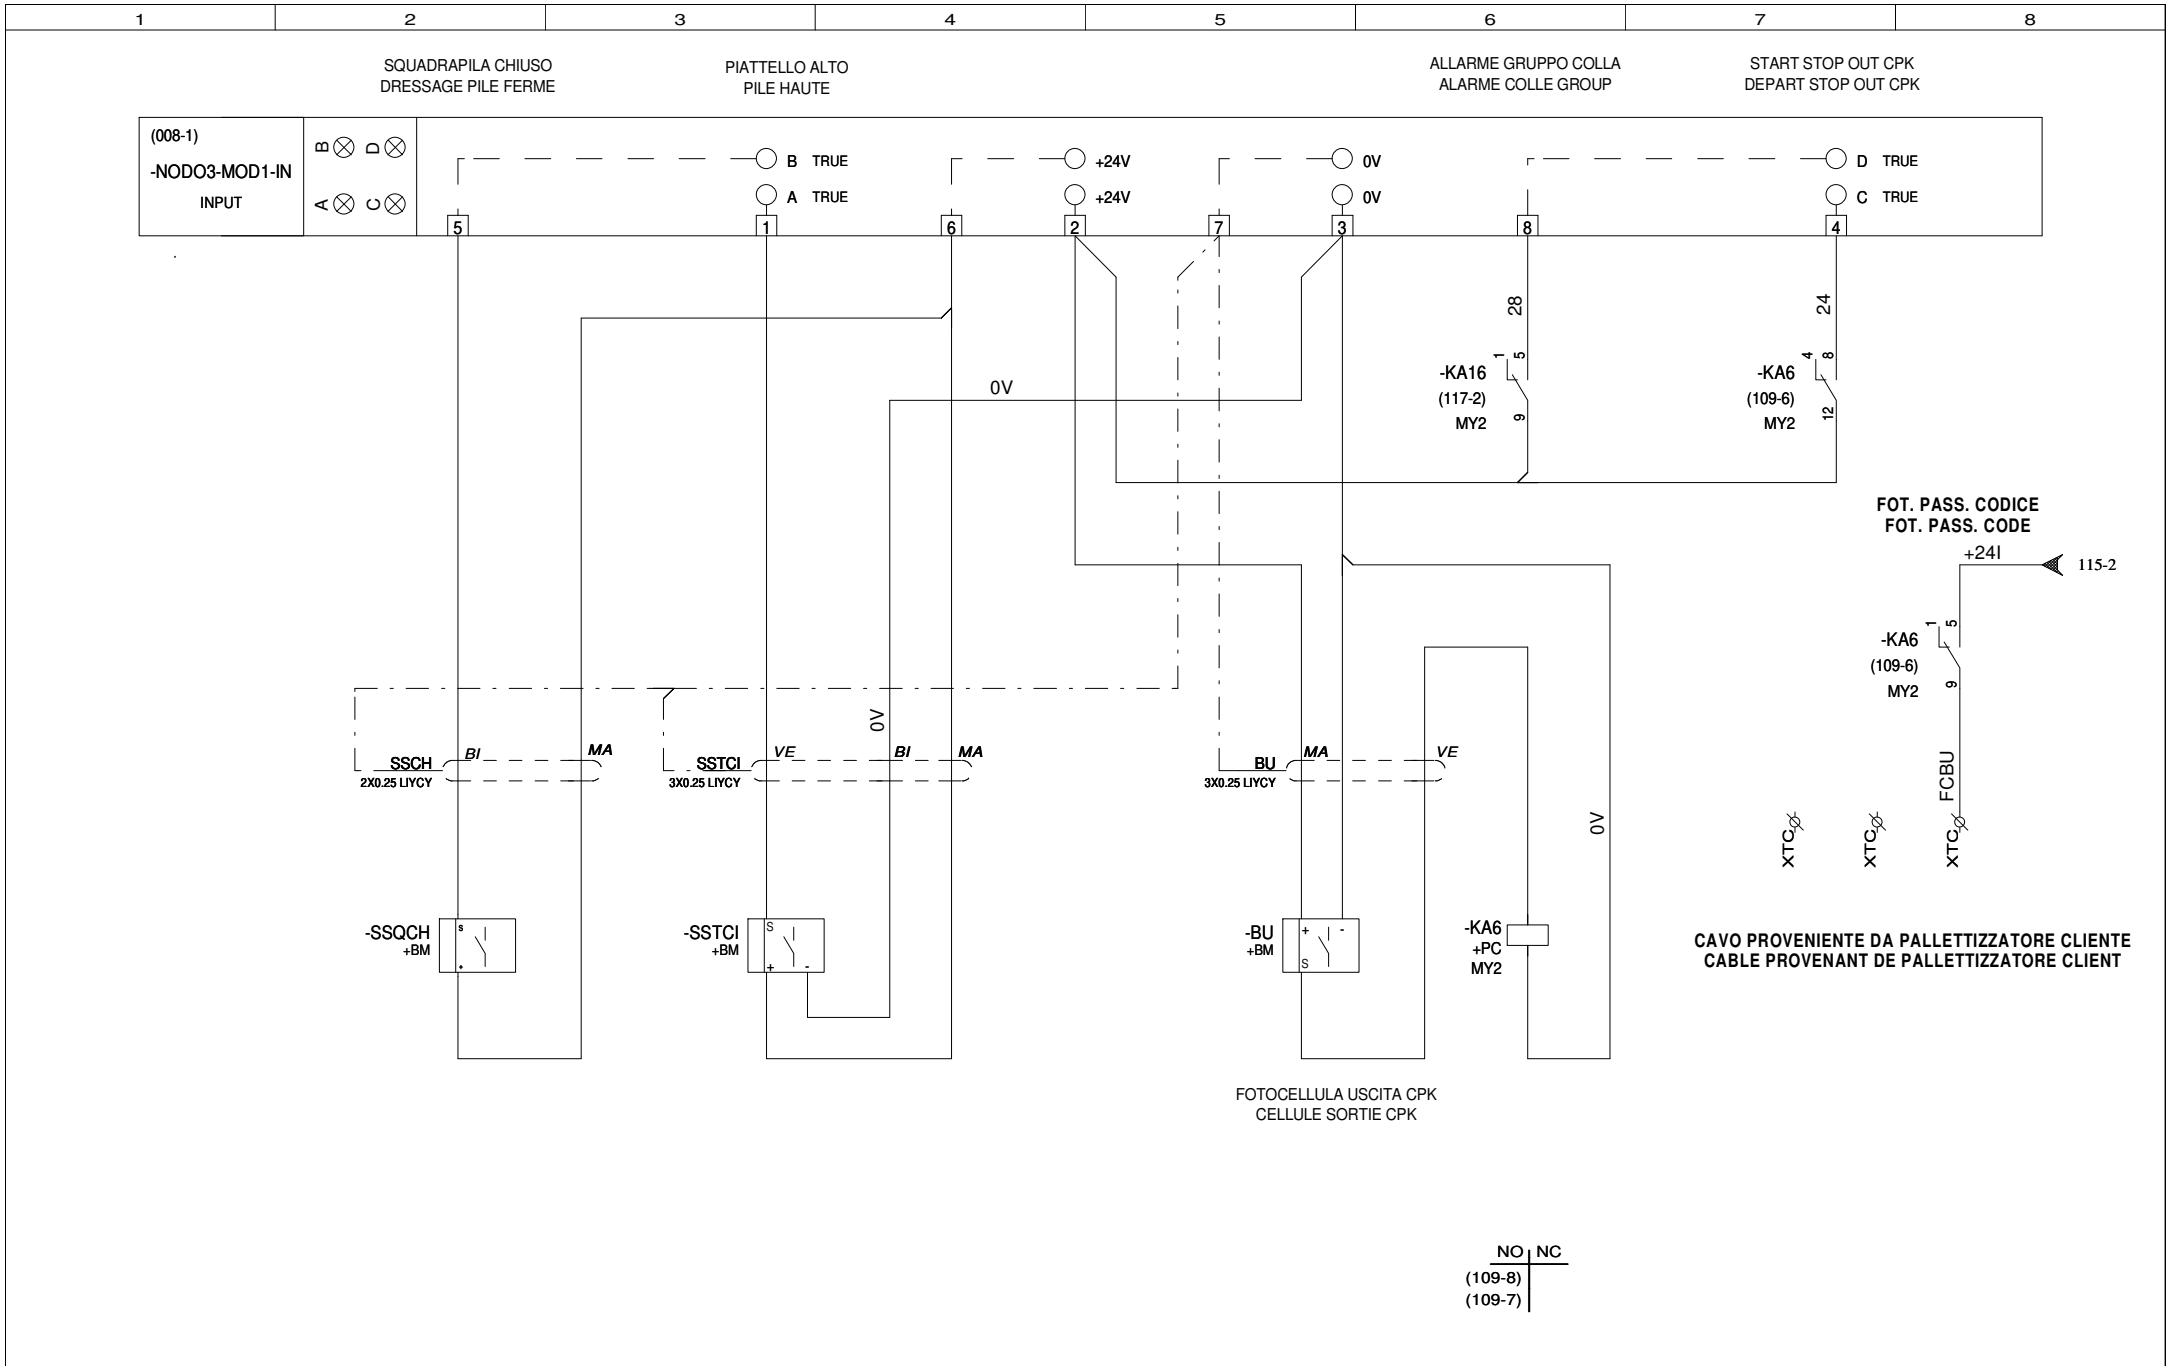 1 2 3 4 5 6 7 8
SQUADRAPILA CHIUSO
DRESSAGE PILE FERME
PIATTELLO ALTO
PILE HAUTE
ALLARME GRUPPO COLLA
ALARME COLLE GROUP
START STOP OUT CPK
DEPART STOP OUT CPK
(008-1)
-NODO3-MOD1-IN
INPUT
B D
A C
B TRUE
A TRUE
+24V
+24V
0V
0V
D TRUE
C TRUE
5 1 6 2 7 3 8 4
28
24
1 5
-KA16
(117-2)
MY2
9
4 8
-KA6
(109-6)
MY2
12
0V
FOT. PASS. CODICE
FOT. PASS. CODE
+24I
115-2
1 5
-KA6
(109-6)
MY2
9
FCBU
XTC XTC XTC
0V
0V
SSCH
2X0.25 LIYCY
BI MA
SSTCI
3X0.25 LIYCY
VE BI MA
BU
3X0.25 LIYCY
MA VE
-SSQCH
+BM
s
-SSTCI
+BM
S
+ -
-BU
+BM
+ -
S
-KA6
+PC
MY2
CAVO PROVENIENTE DA PALLETTIZZATORE CLIENTE
CABLE PROVENANT DE PALLETTIZZATORE CLIENT
FOTOCELLULA USCITA CPK
CELLULE SORTIE CPK
NO NC
(109-8)
(109-7)